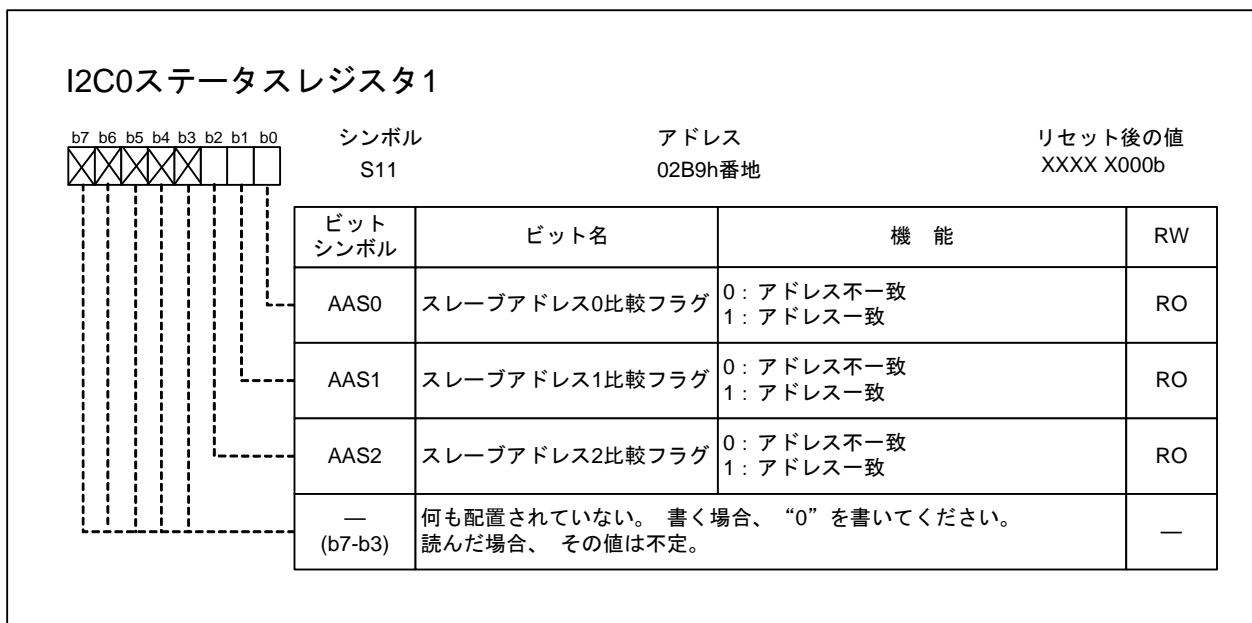 I2C0ステータスレジスタ1
b7 b6 b5 b4 b3 b2 b1 b0
シンボル アドレス リセット後の値
S11 02B9h番地 XXXX X000b
ビット
シンボル
ビット名
機　能
RW
AAS0
スレーブアドレス0比較フラグ
0：アドレス不一致
1：アドレス一致
RO
AAS1
スレーブアドレス1比較フラグ
0：アドレス不一致
1：アドレス一致
RO
AAS2
スレーブアドレス2比較フラグ
0：アドレス不一致
1：アドレス一致
RO
—
(b7-b3)
何も配置されていない。 書く場合、“0”を書いてください。
読んだ場合、 その値は不定。
—